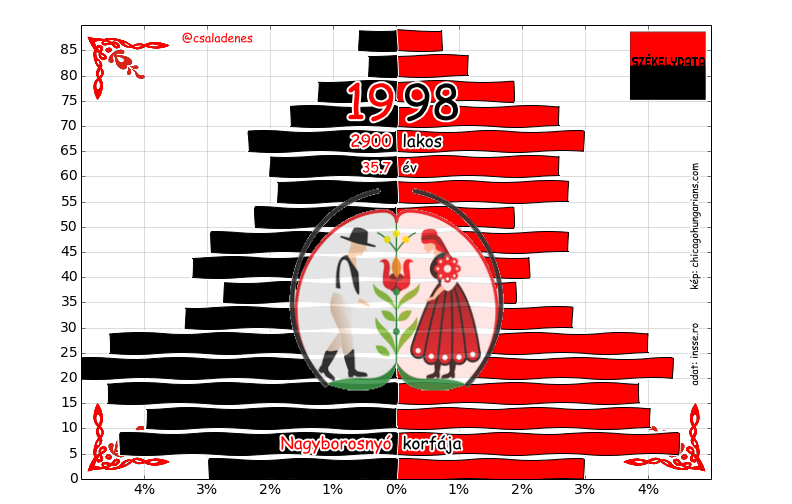 @csaladenes
SZÉKELYDATA
1998
2900 lakos
35.7 év
kép: chicagohungarians.com
adat: insse.ro
Nagyborosnyó korfája
85
80
75
70
65
60
55
50
45
40
35
30
25
20
15
10
5
0
4% 3% 2% 1% 0% 1% 2% 3% 4%